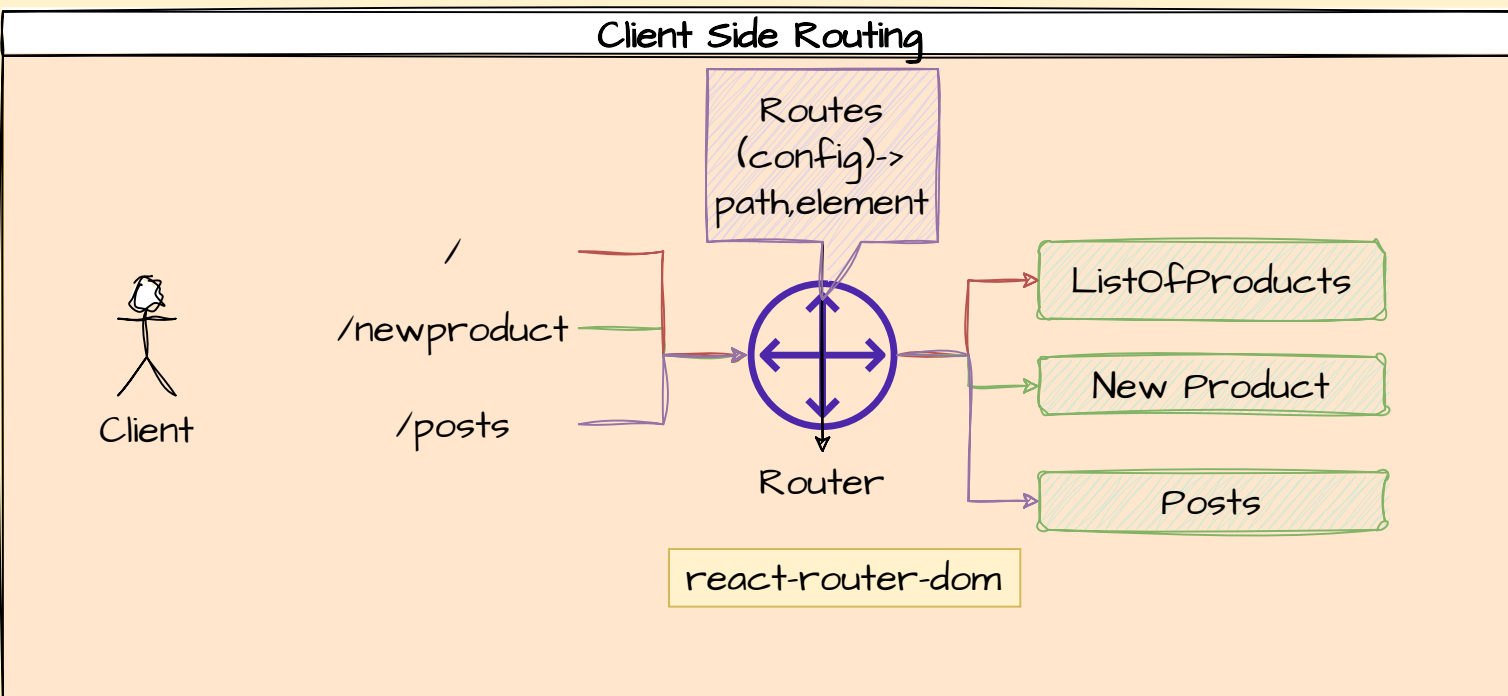 Client Side Routing
Routes
(config)->
path,element
/
/newproduct
/posts
Client
Router
ListOfProducts
New Product
Posts
react-router-dom